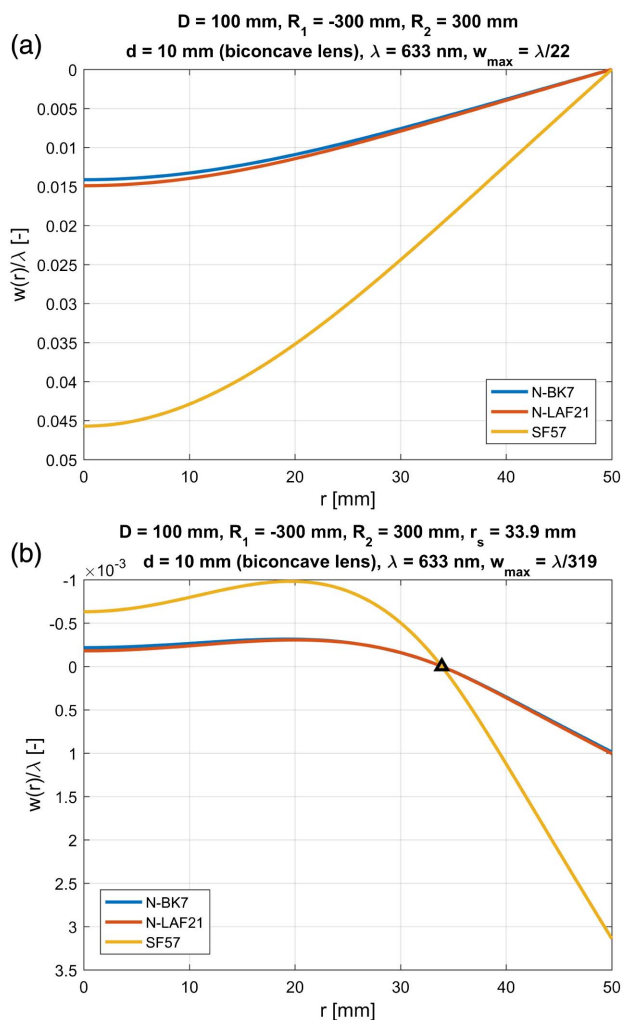 (a)
D = 100 mm, R₁ = -300 mm, R₂ = 300 mm
d = 10 mm (biconcave lens), λ = 633 nm, w_max = λ/22
0
0.005
0.01
0.015
0.02
0.025
0.03
0.035
0.04
0.045
0.05
w(r)/λ [-]
N-BK7
N-LAF21
SF57
0 10 20 30 40 50
r [mm]
(b)
D = 100 mm, R₁ = -300 mm, R₂ = 300 mm, r_s = 33.9 mm
d = 10 mm (biconcave lens), λ = 633 nm, w_max = λ/319
×10⁻³
-1
-0.5
0
0.5
1
1.5
2
2.5
3
3.5
w(r)/λ [-]
N-BK7
N-LAF21
SF57
0 10 20 30 40 50
r [mm]